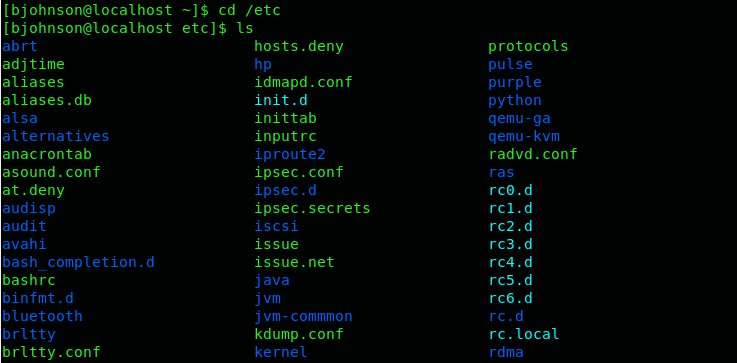 [bjohnson@localhost ~]$ cd /etc
[bjohnson@localhost etc]$ ls
abrt hosts.deny protocols
adjtime hp pulse
aliases idmapd.conf purple
aliases.db init.d python
alsa inittab qemu-ga
alternatives inputrc qemu-kvm
anacrontab iproute2 radvd.conf
asound.conf ipsec.conf ras
at.deny ipsec.d rc0.d
audisp ipsec.secrets rc1.d
audit iscsi rc2.d
avahi issue rc3.d
bash_completion.d issue.net rc4.d
bashrc java rc5.d
binfmt.d jvm rc6.d
bluetooth jvm-commmon rc.d
brltty kdump.conf rc.local
brltty.conf kernel rdma